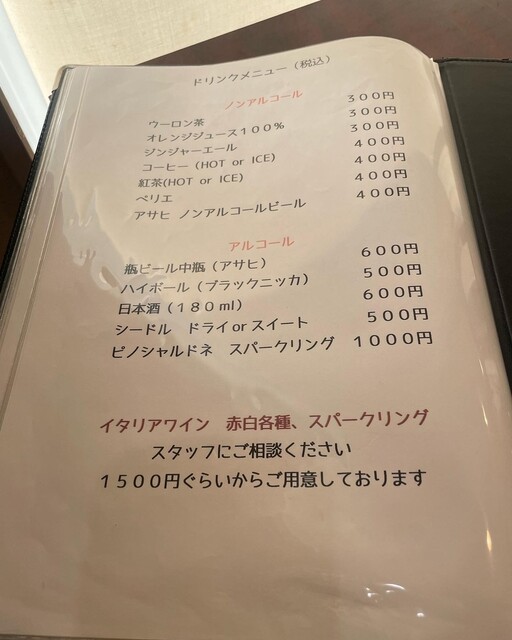 ドリンクメニュー（税込）
ノンアルコール
ウーロン茶 ３００円
オレンジジュース１００％ ３００円
ジンジャーエール ３００円
コーヒー（HOT or ICE） ４００円
紅茶(HOT or ICE) ４００円
ペリエ ４００円
アサヒ ノンアルコールビール ４００円
アルコール
瓶ビール中瓶（アサヒ） ６００円
ハイボール（ブラックニッカ） ５００円
日本酒（１８０ml） ６００円
シードル　ドライorスイート ５００円
ピノシャルドネ　スパークリング １０００円
イタリアワイン　赤白各種、スパークリング
スタッフにご相談ください
１５００円ぐらいからご用意しております